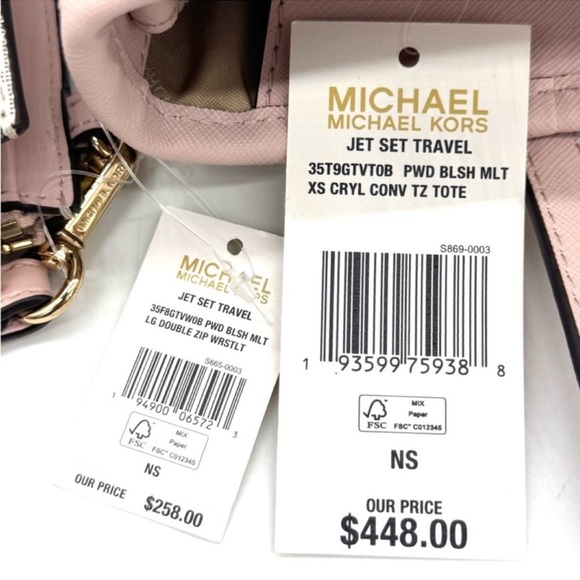 MICHAEL
MICHAEL KORS
JET SET TRAVEL
35T9GTVT0B PWD BLSH MLT
XS CRYL CONV TZ TOTE
S869-0003
1 93599 75938 8
FSC
MIX
Paper
FSC® C012345
NS
OUR PRICE
$448.00
MICHAEL
MICHAEL KORS
JET SET TRAVEL
35F8GTVW0B PWD BLSH MLT
LG DOUBLE ZIP WRSTLT
S665-0003
1 94900 06572 3
FSC
MIX
Paper
FSC® C012345
NS
OUR PRICE
$258.00
MICHAEL KORS